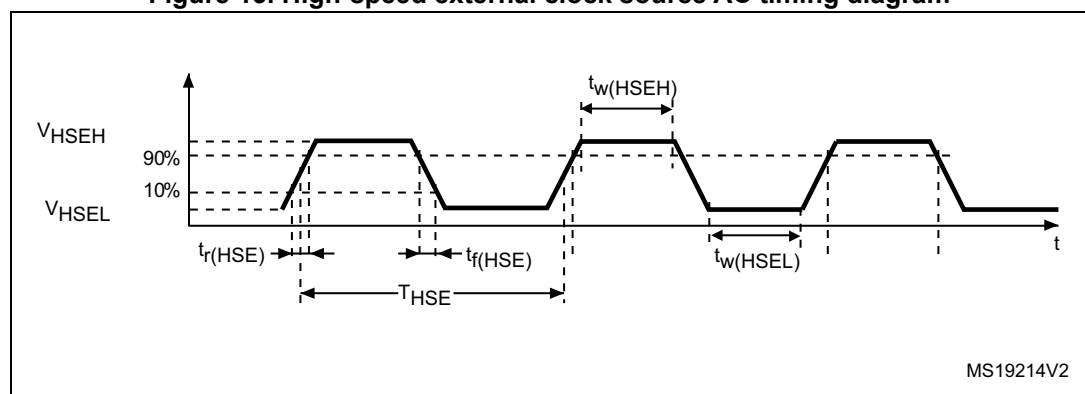 Figure 13. High-speed external clock source AC timing diagram
tw(HSEH)
VHSEH
90%
10%
VHSEL
tr(HSE)
tf(HSE)
tw(HSEL)
t
THSE
MS19214V2